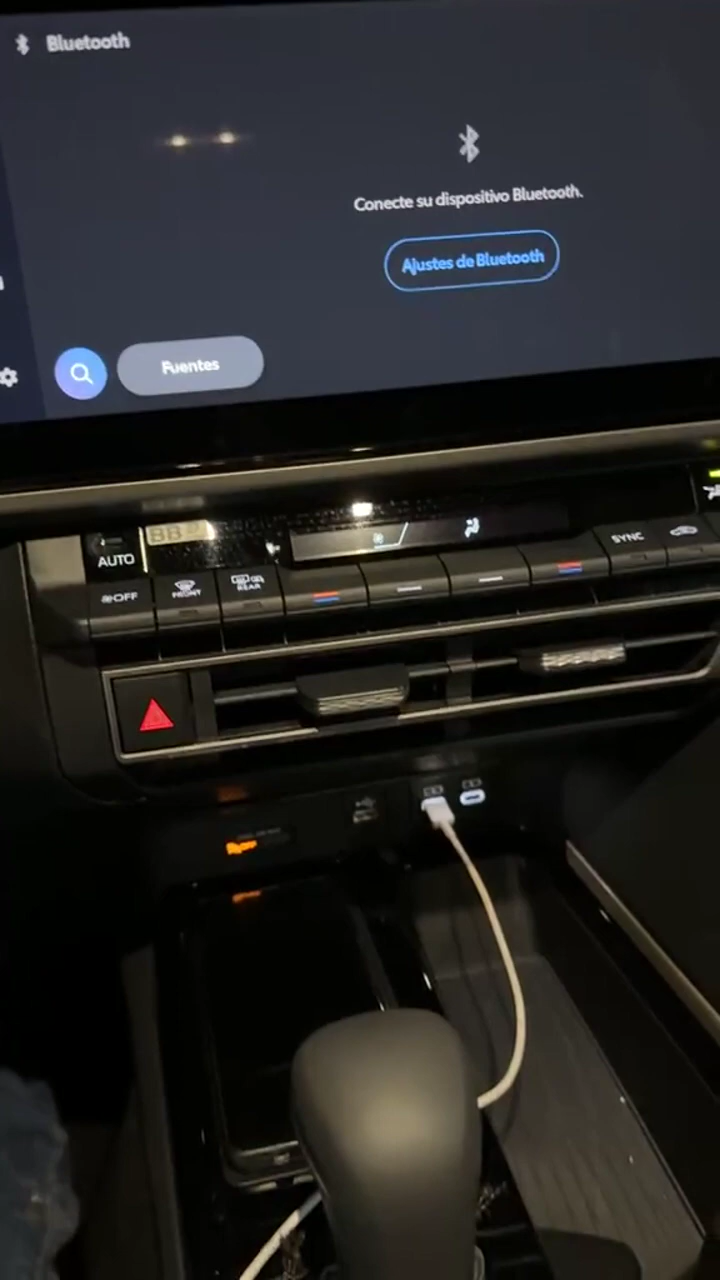 Bluetooth
Conecte su dispositivo Bluetooth.
Ajustes de Bluetooth
Fuentes
AUTO
OFF
FRONT
REAR
SYNC